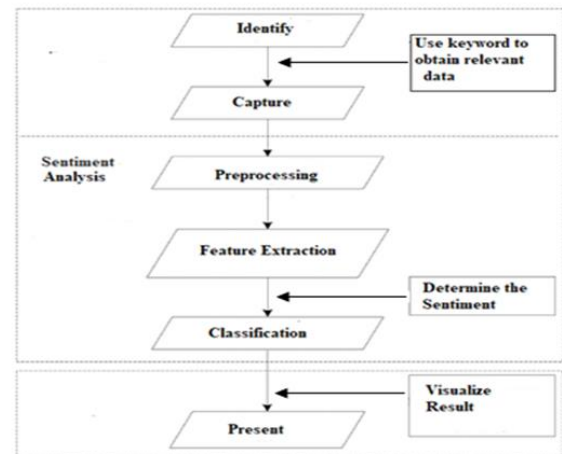 Identify
Use keyword to
obtain relevant
data
Capture
Sentiment
Analysis
Preprocessing
Feature Extraction
Determine the
Sentiment
Classification
Visualize
Result
Present